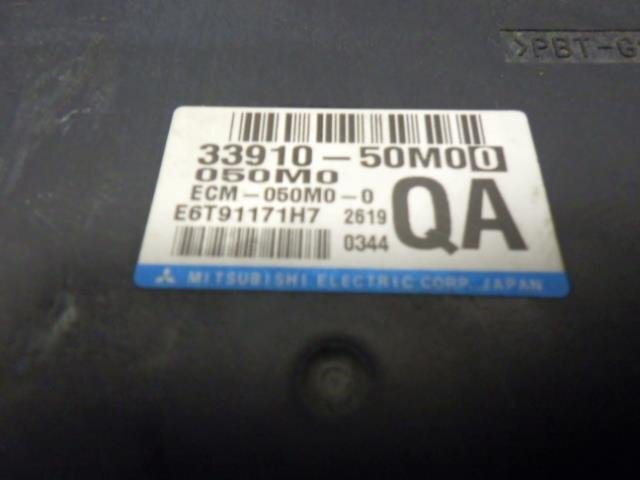 >PBT-G
33910-50M00
050M0
ECM-050M0-0
E6T91171H7 2619
QA
0344
MITSUBISHI ELECTRIC CORP. JAPAN